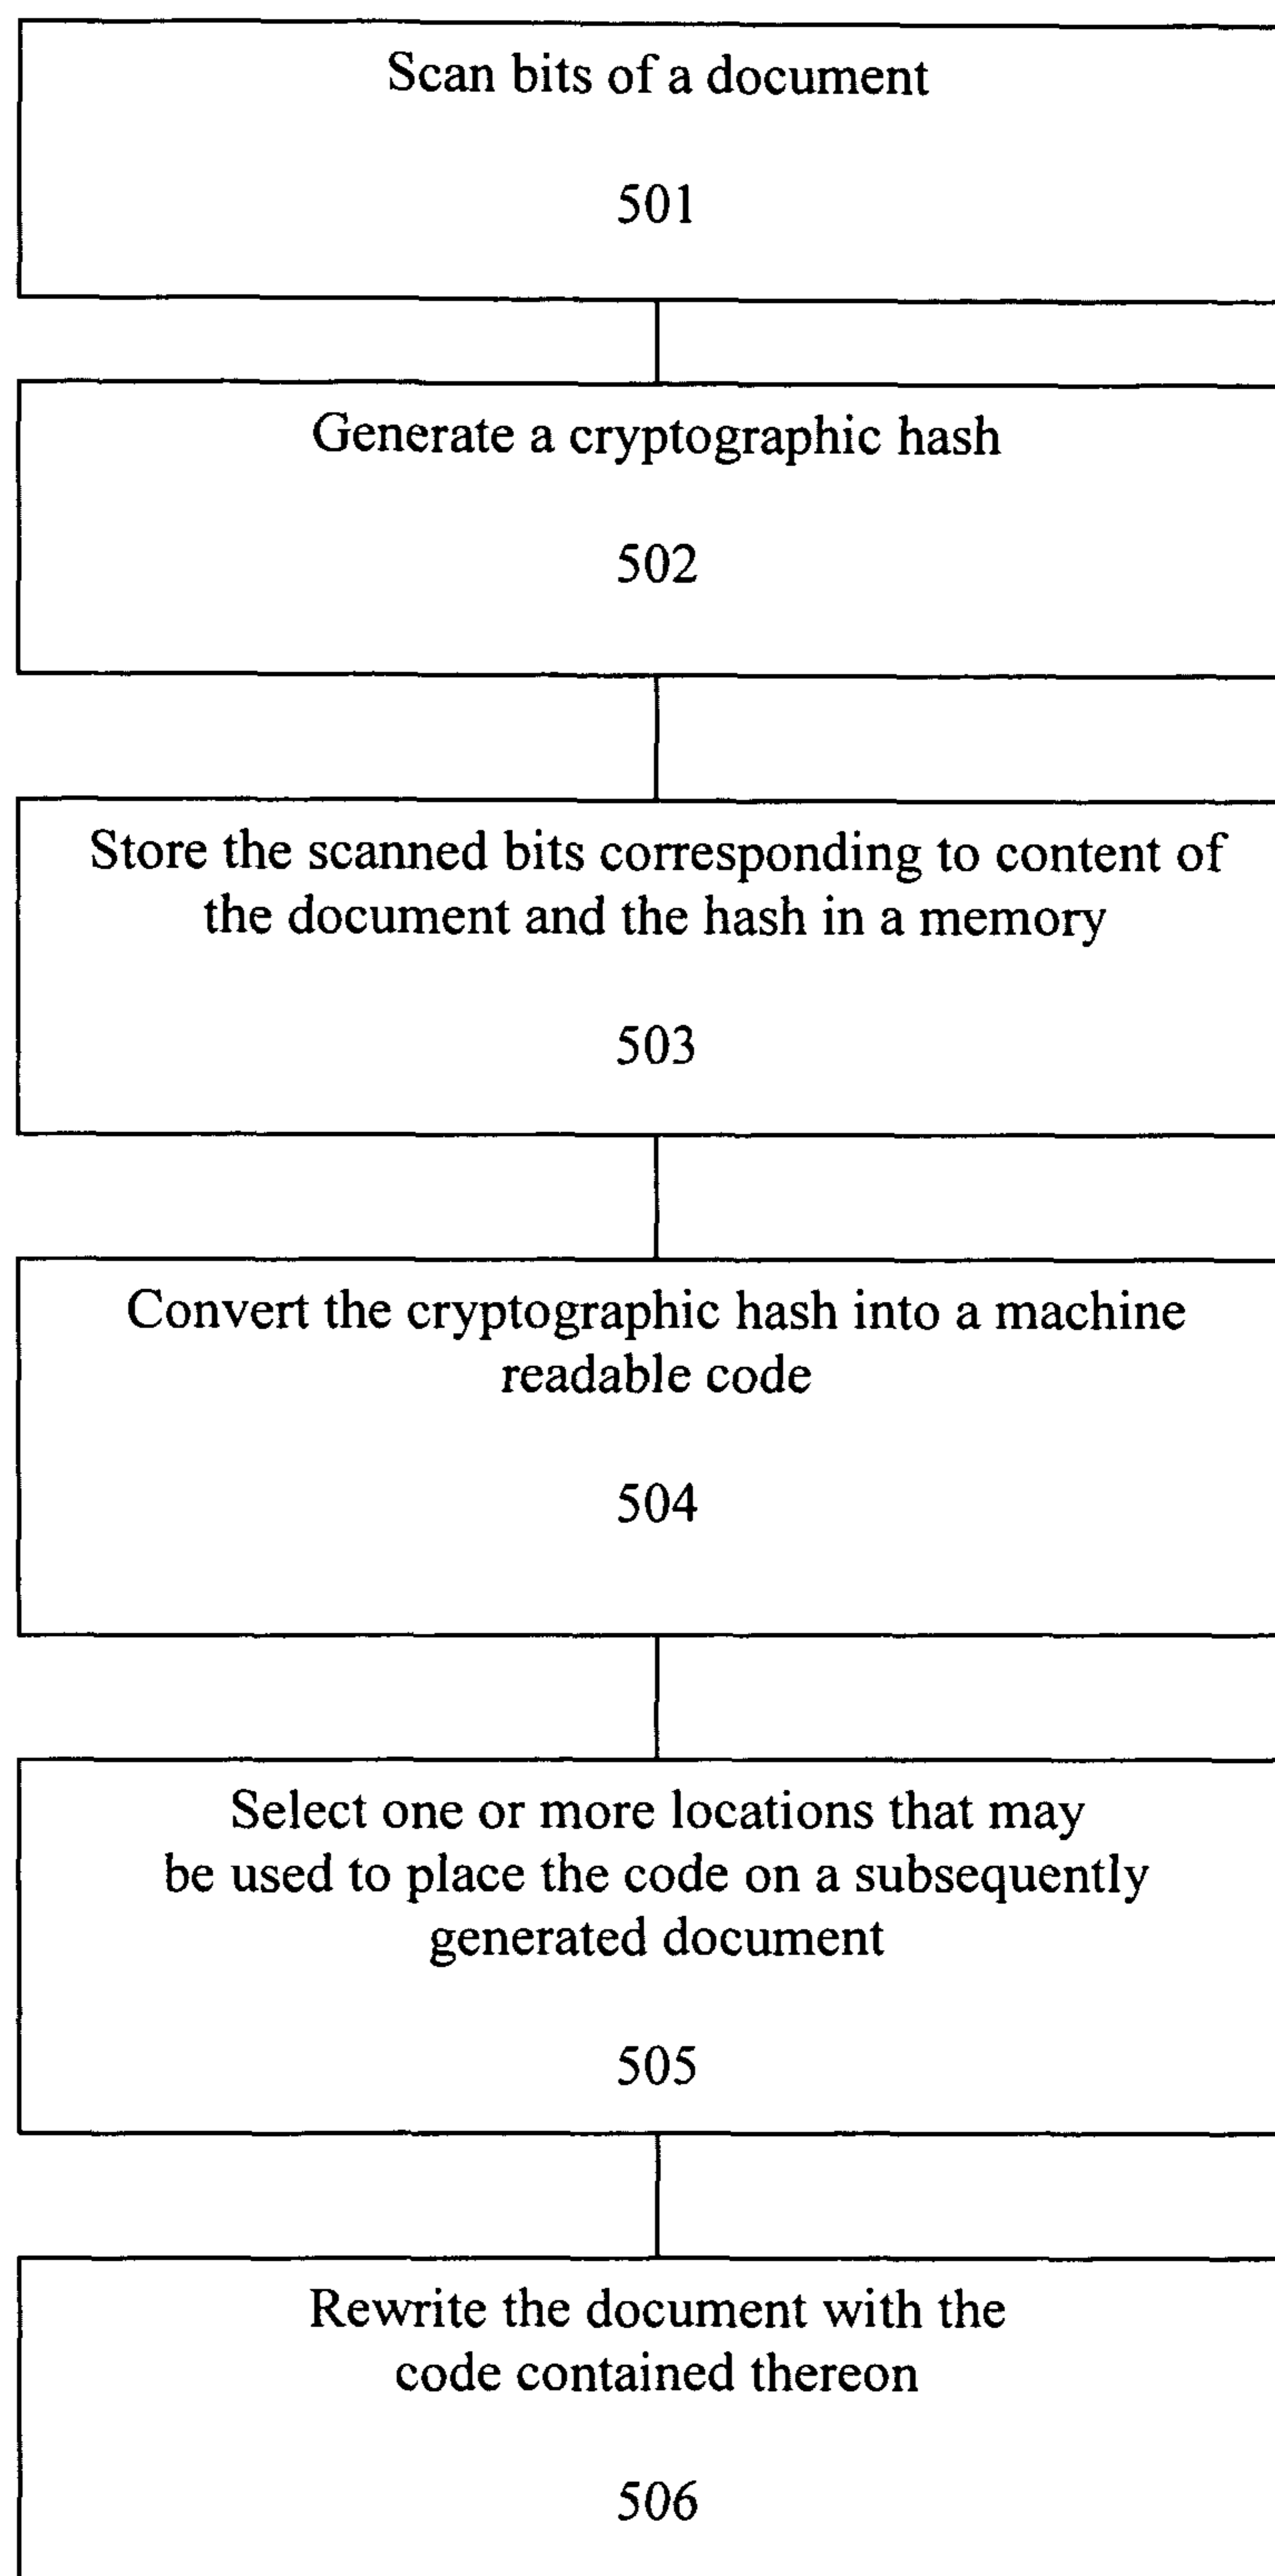 Scan bits of a document
501
Generate a cryptographic hash
502
Store the scanned bits corresponding to content of
the document and the hash in a memory
503
Convert the cryptographic hash into a machine
readable code
504
Select one or more locations that may
be used to place the code on a subsequently
generated document
505
Rewrite the document with the
code contained thereon
506